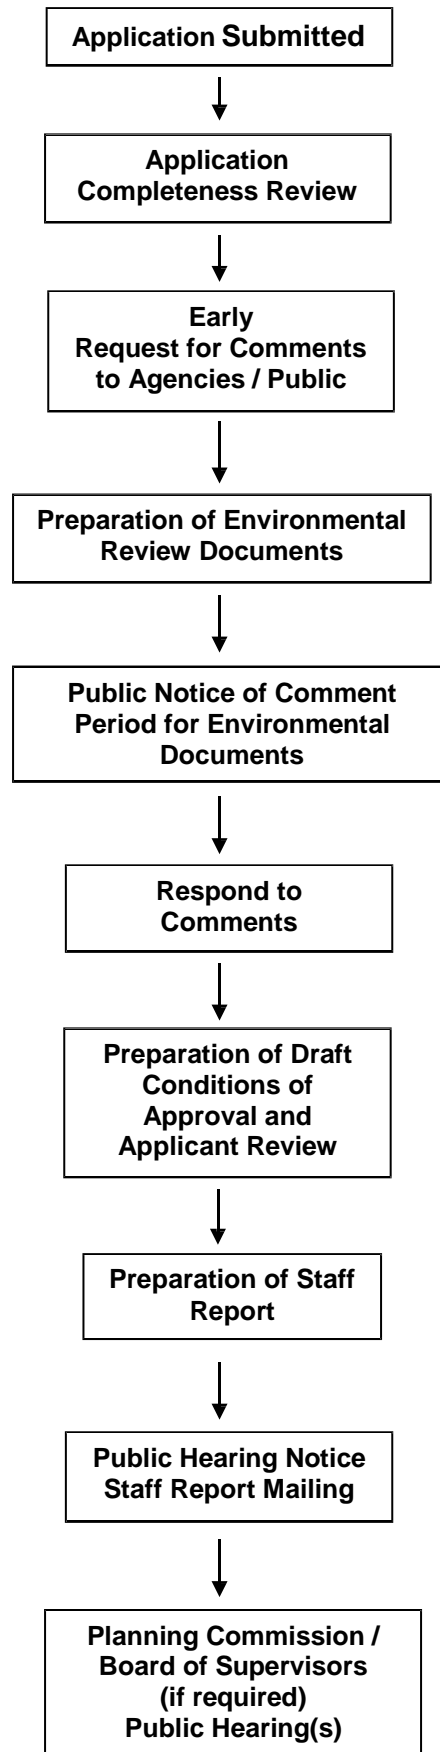 Application Submitted
Application
Completeness Review
Early
Request for Comments
to Agencies / Public
Preparation of Environmental
Review Documents
Public Notice of Comment
Period for Environmental
Documents
Respond to
Comments
Preparation of Draft
Conditions of
Approval and
Applicant Review
Preparation of Staff
Report
Public Hearing Notice
Staff Report Mailing
Planning Commission /
Board of Supervisors
(if required)
Public Hearing(s)